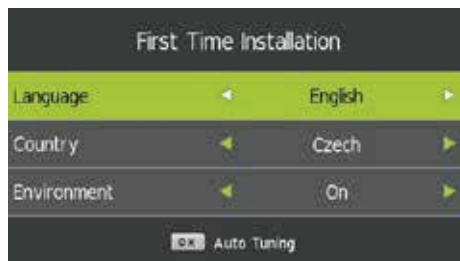 First Time Installation
Language English
Country Czech
Environment On
OK Auto Tuning